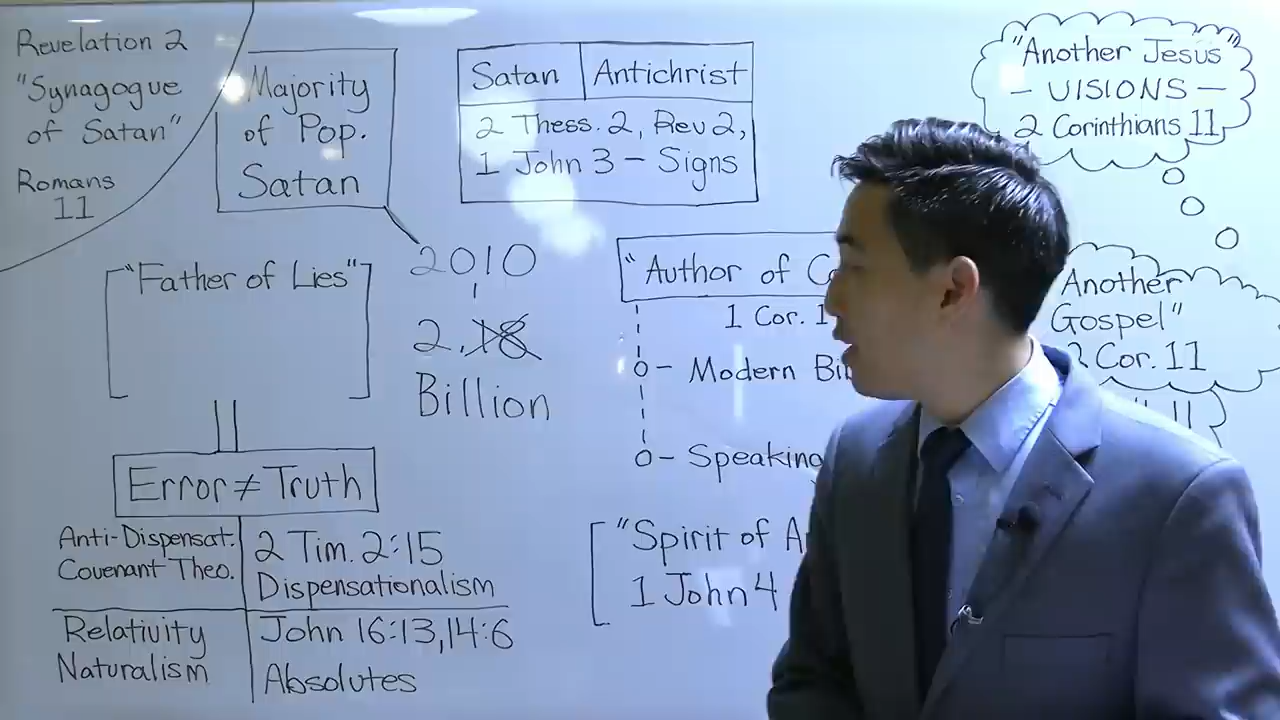 Revelation 2
"Synagogue
of Satan"
Romans
11
Majority
of Pop.
Satan
Satan Antichrist
2 Thess. 2, Rev 2,
1 John 3 - Signs
"Another Jesus"
- VISIONS -
2 Corinthians 11
"Father of Lies"
2010
2.18
Billion
"Author of
1 Cor.
Modern
Speaking
Another
Gospel"
2 Cor. 11
Error ≠ Truth
Anti-Dispensat.
Covenant Theo.
2 Tim. 2:15
Dispensationalism
Relativity
Naturalism
John 16:13,14:6
Absolutes
"Spirit of
1 John 4